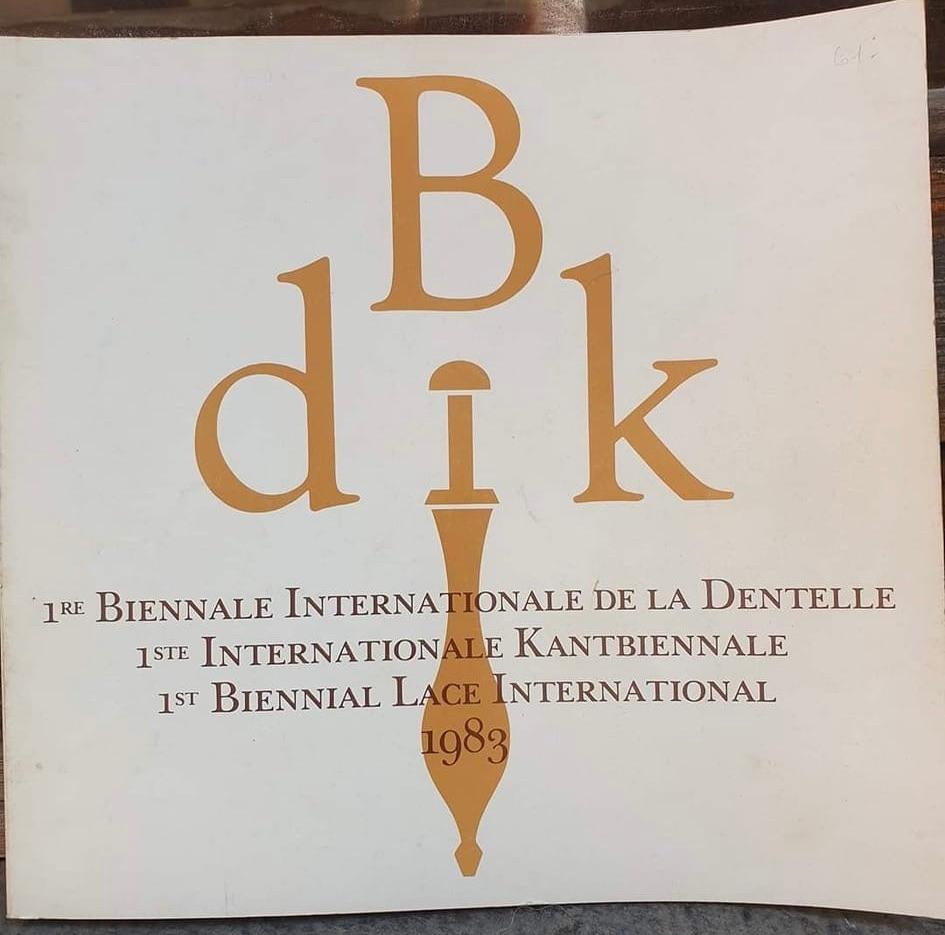 B
d i k
1RE BIENNALE INTERNATIONALE DE LA DENTELLE
1STE INTERNATIONALE KANTBIENNALE
1ST BIENNIAL LACE INTERNATIONAL
1983